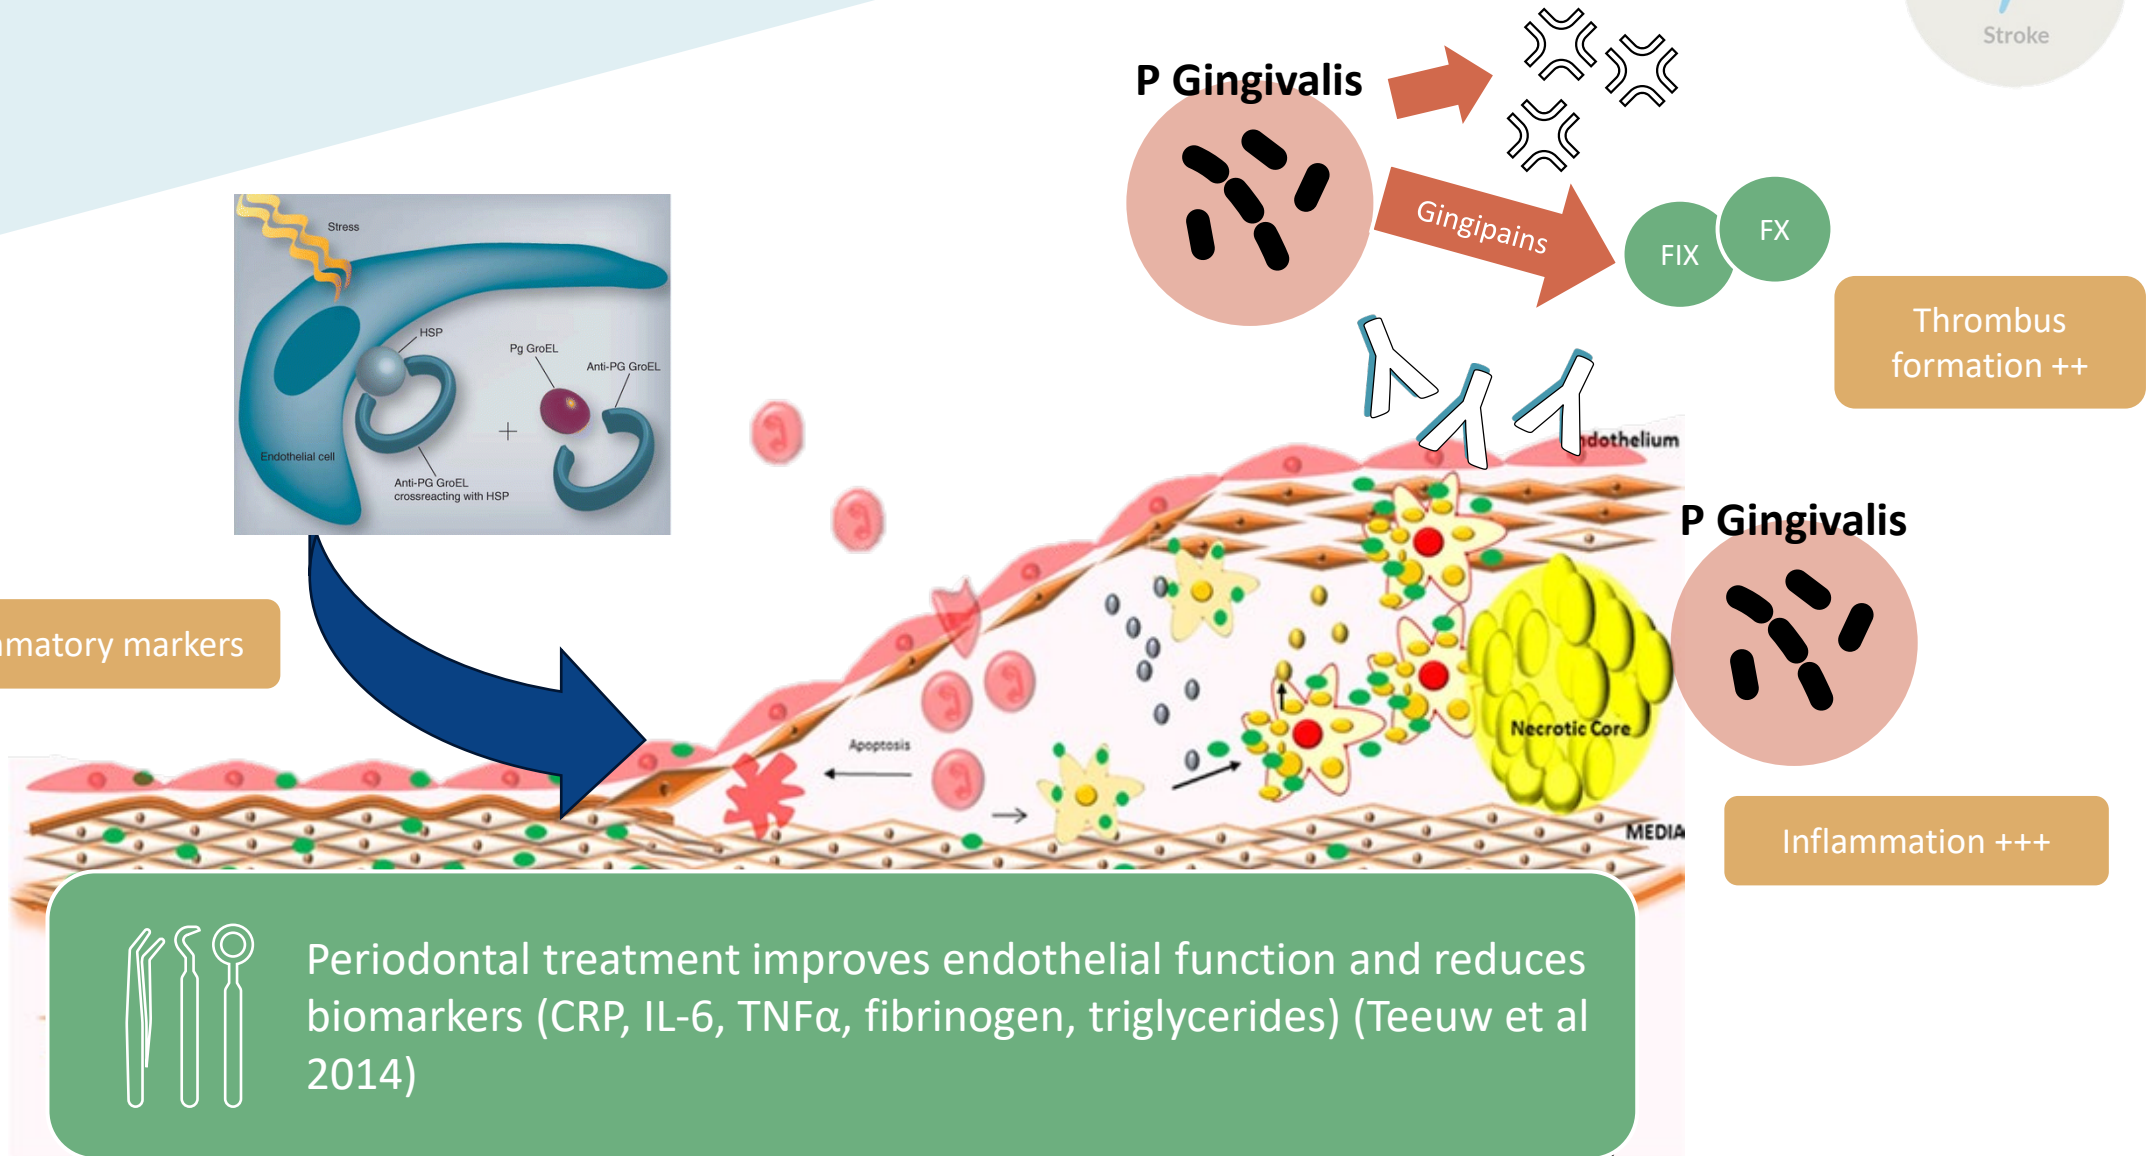 Stroke
P Gingivalis
Gingipains
FIX
FX
Thrombus
formation ++
Stress
HSP
Pg GroEL
Anti-PG GroEL
Endothelial cell
Anti-PG GroEL
crossreacting with HSP
dothelium
P Gingivalis
matory markers
Apoptosis
Necrotic Core
MEDIA
Inflammation +++
Periodontal treatment improves endothelial function and reduces
biomarkers (CRP, IL-6, TNFα, fibrinogen, triglycerides) (Teeuw et al
2014)